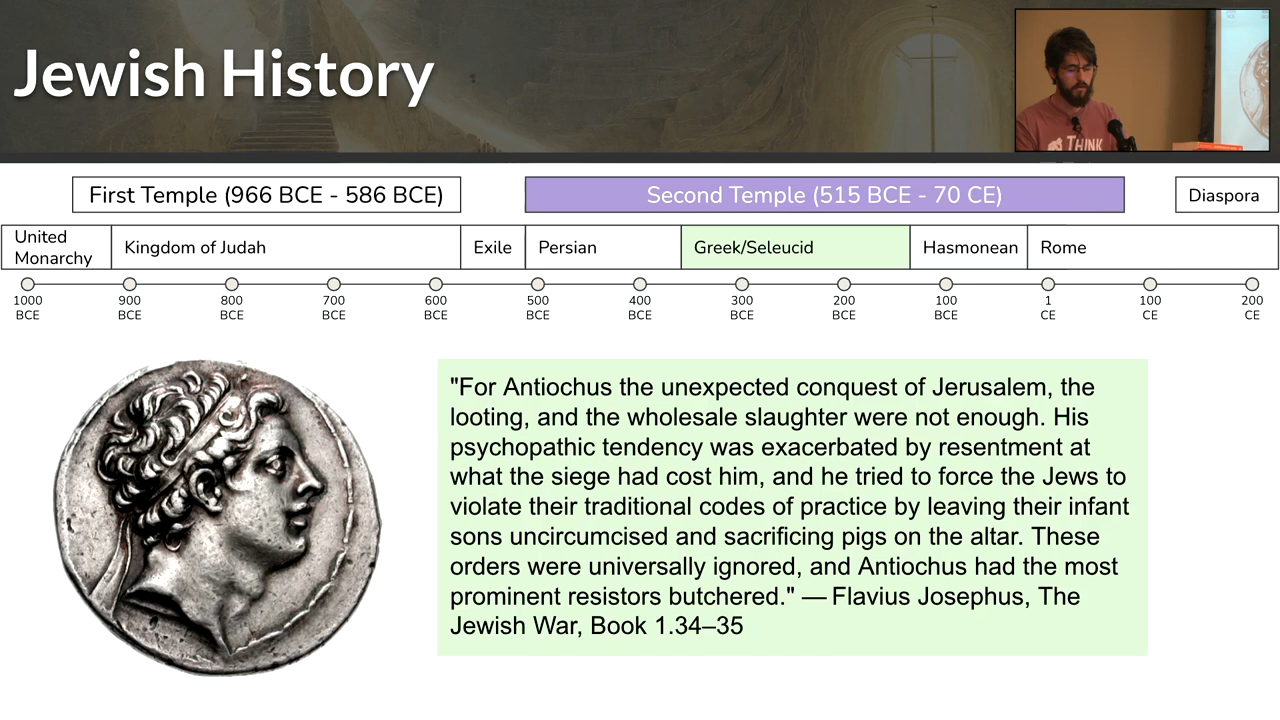 Jewish History
THINK
First Temple (966 BCE - 586 BCE)
Second Temple (515 BCE - 70 CE)
Diaspora
United
Monarchy
Kingdom of Judah
Exile
Persian
Greek/Seleucid
Hasmonean
Rome
1000
BCE
900
BCE
800
BCE
700
BCE
600
BCE
500
BCE
400
BCE
300
BCE
200
BCE
100
BCE
1
CE
100
CE
200
CE
"For Antiochus the unexpected conquest of Jerusalem, the
looting, and the wholesale slaughter were not enough. His
psychopathic tendency was exacerbated by resentment at
what the siege had cost him, and he tried to force the Jews to
violate their traditional codes of practice by leaving their infant
sons uncircumcised and sacrificing pigs on the altar. These
orders were universally ignored, and Antiochus had the most
prominent resistors butchered." — Flavius Josephus, The
Jewish War, Book 1.34–35